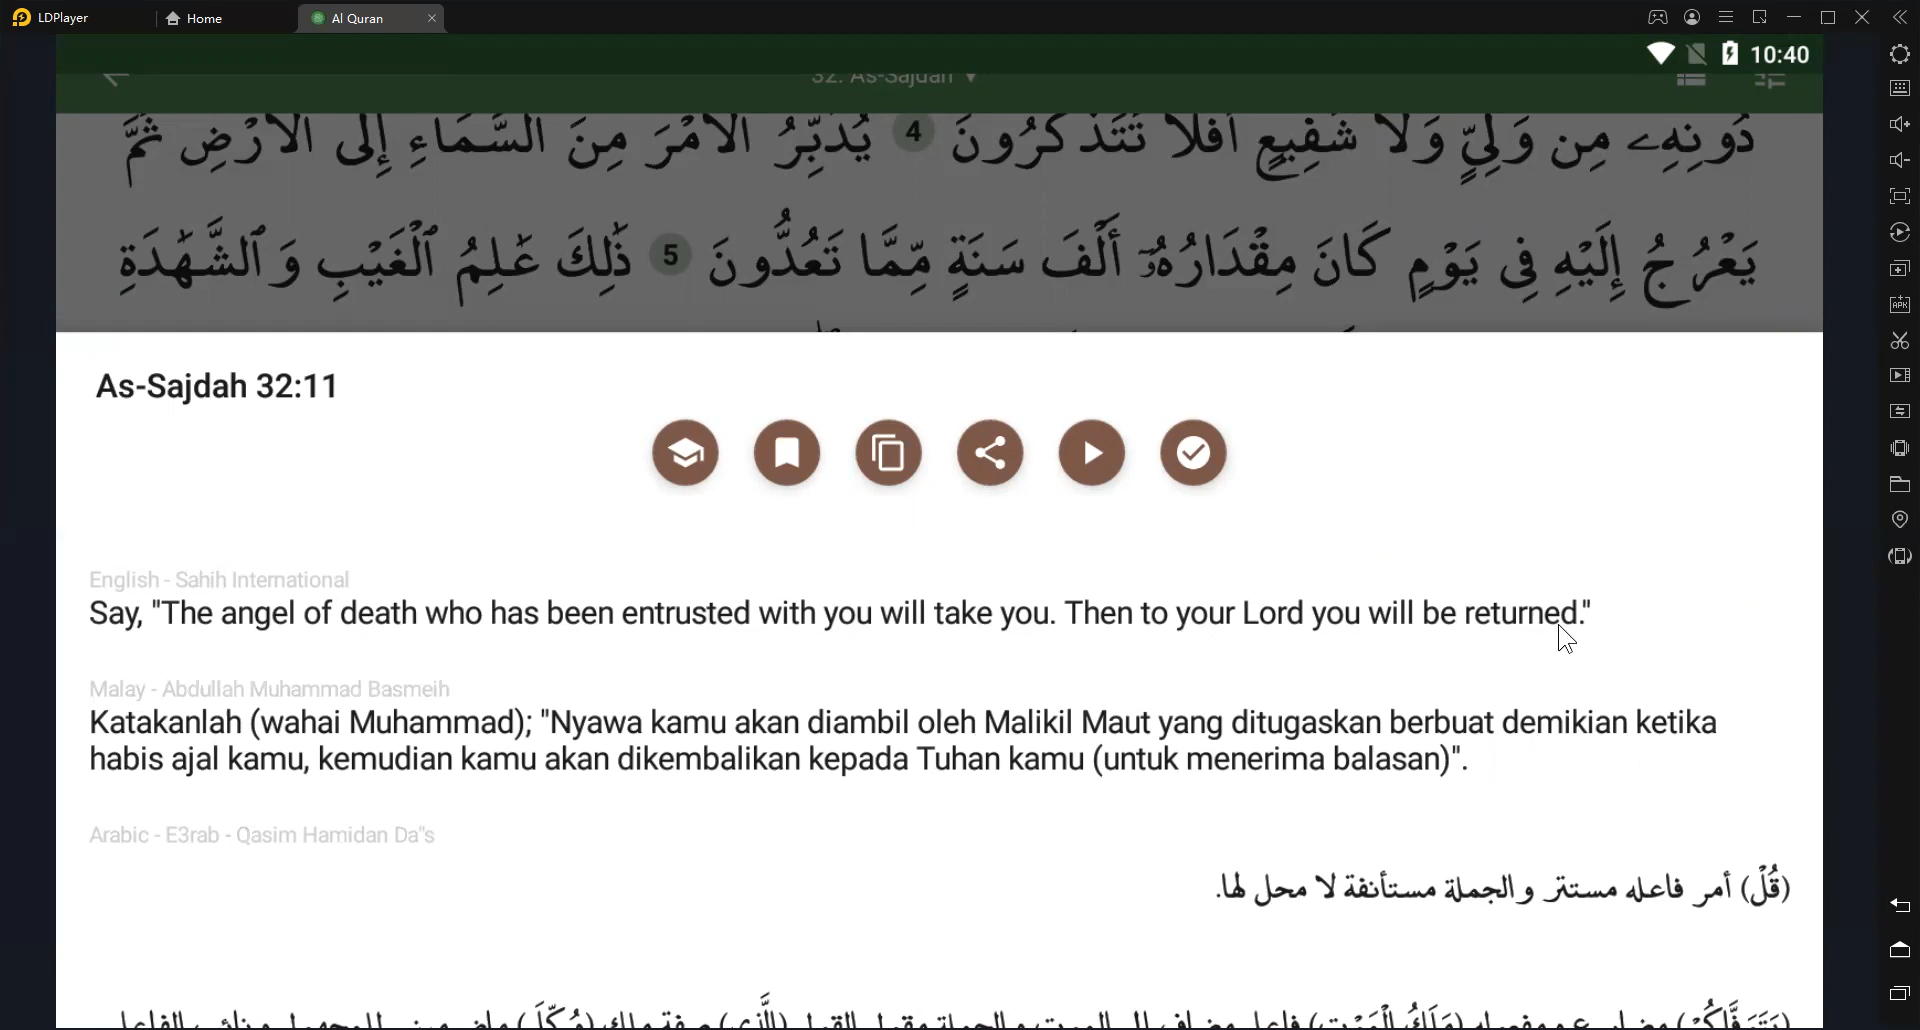 LDPlayer
Home
Al Quran
10:40
32. As-Sajdah
دُونِهِۦ مِن وَلِيٍّ وَلَا شَفِيعٍ أَفَلَا تَتَذَكَّرُونَ 4 يُدَبِّرُ ٱلْأَمْرَ مِنَ ٱلسَّمَآءِ إِلَى ٱلْأَرْضِ ثُمَّ
يَعْرُجُ إِلَيْهِ فِى يَوْمٍ كَانَ مِقْدَارُهُۥٓ أَلْفَ سَنَةٍ مِّمَّا تَعُدُّونَ 5 ذَٰلِكَ عَٰلِمُ ٱلْغَيْبِ وَٱلشَّهَٰدَةِ
As-Sajdah 32:11
English - Sahih International
Say, "The angel of death who has been entrusted with you will take you. Then to your Lord you will be returned."
Malay - Abdullah Muhammad Basmeih
Katakanlah (wahai Muhammad); "Nyawa kamu akan diambil oleh Malikil Maut yang ditugaskan berbuat demikian ketika
habis ajal kamu, kemudian kamu akan dikembalikan kepada Tuhan kamu (untuk menerima balasan)".
Arabic - E3rab - Qasim Hamidan Da"s
(قُلْ) أمر فاعله مستتر والجملة مستأنفة لا محل لها.